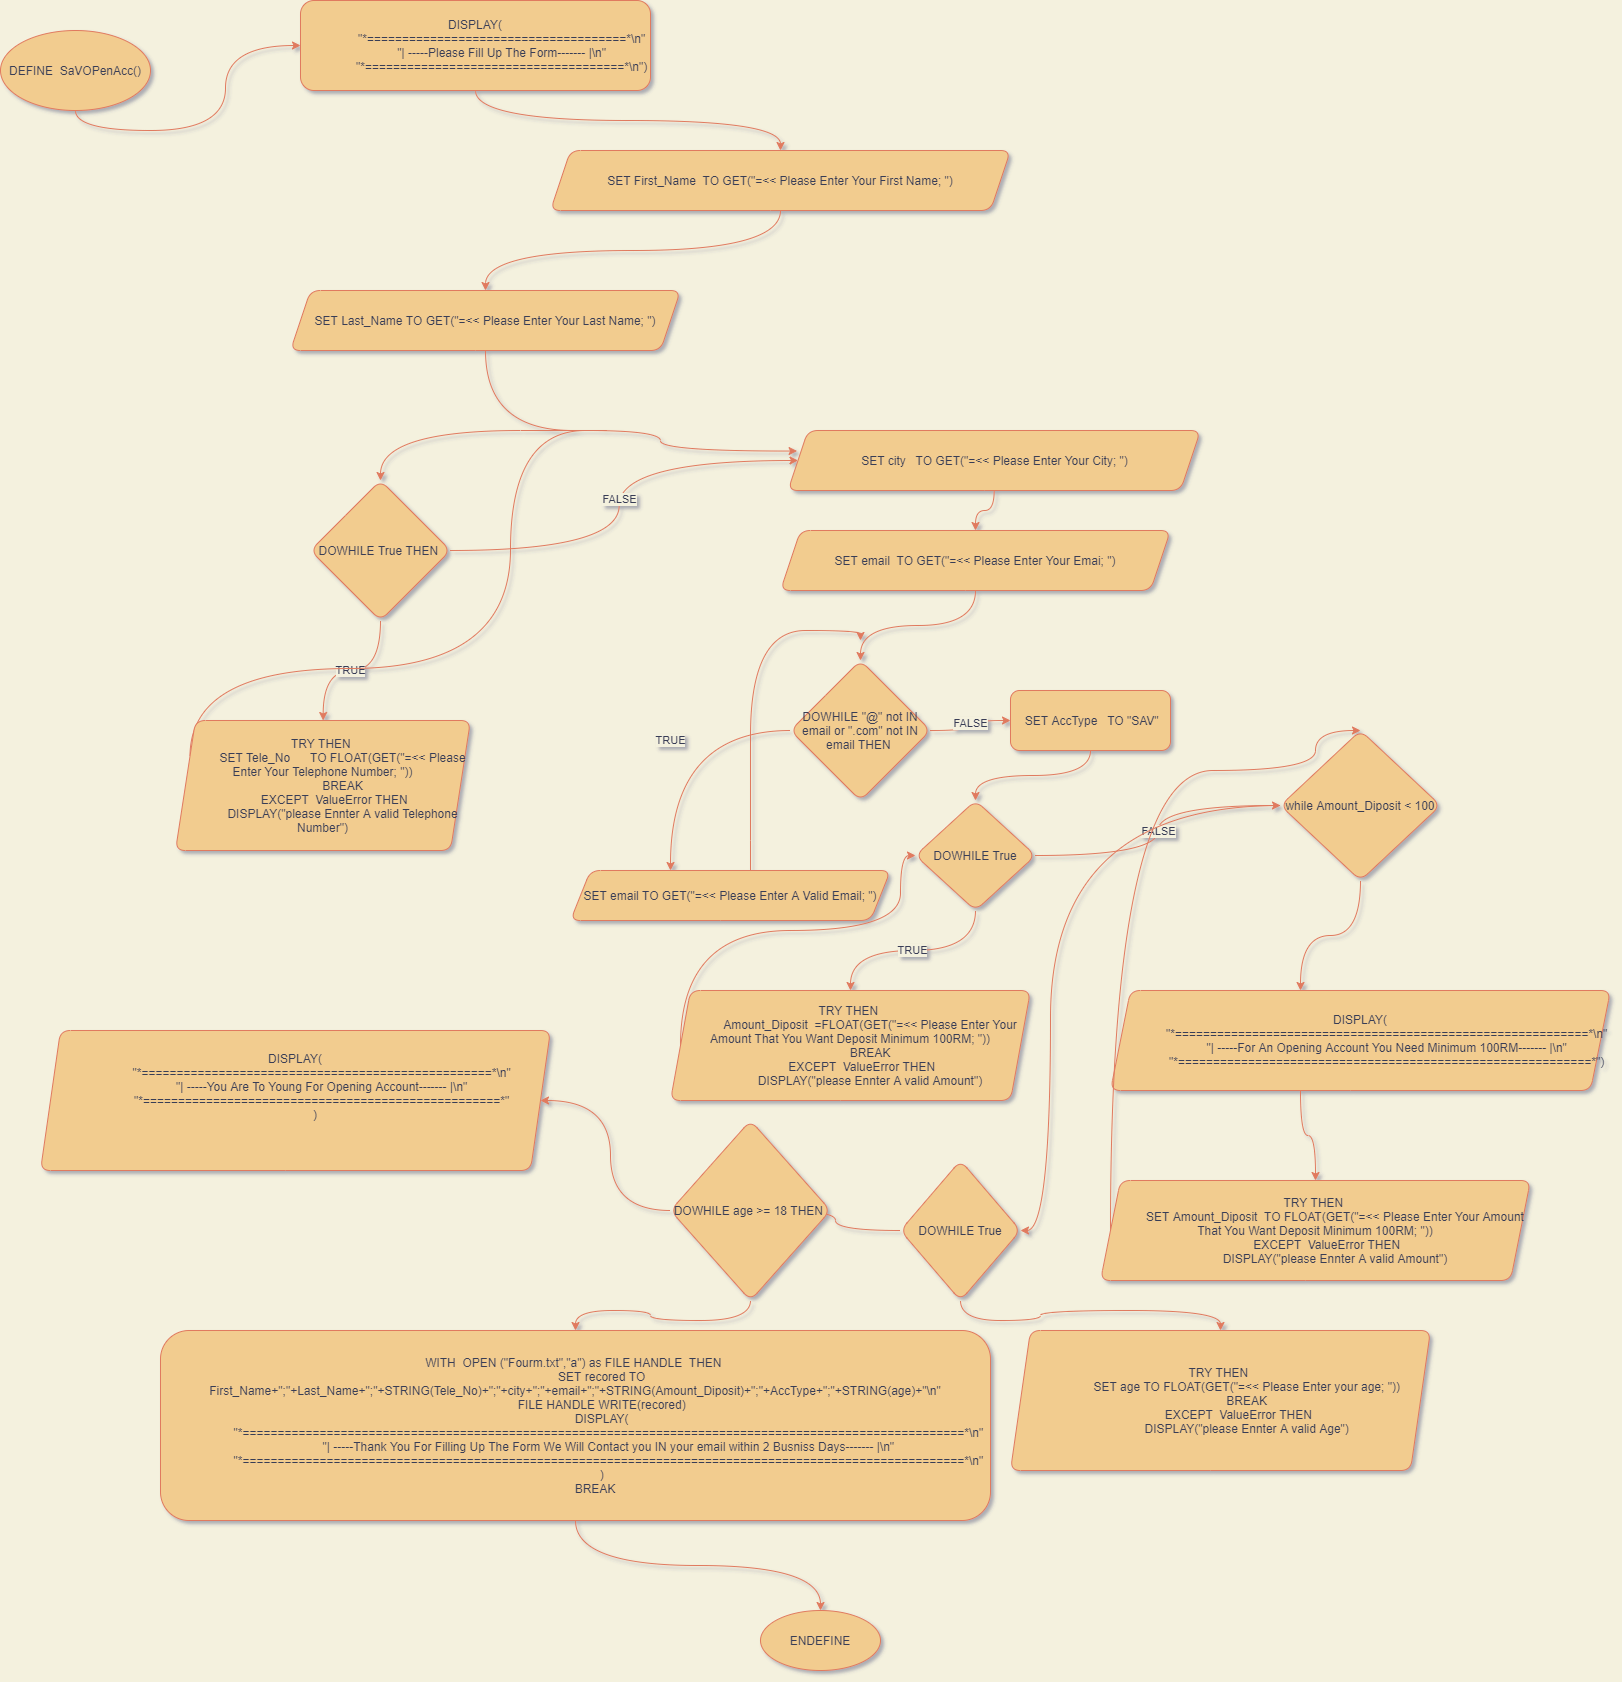 DEFINE  SaVOPenAcc()
DISPLAY(
"*=====================================*\n"
"| -----Please Fill Up The Form------- |\n"
"*=====================================*\n")
SET First_Name  TO GET("=<< Please Enter Your First Name; ")
SET Last_Name TO GET("=<< Please Enter Your Last Name; ")
SET city   TO GET("=<< Please Enter Your City; ")
FALSE
DOWHILE True THEN
SET email  TO GET("=<< Please Enter Your Emai; ")
TRUE
TRY THEN
SET Tele_No      TO FLOAT(GET("=<< Please
Enter Your Telephone Number; "))
BREAK
EXCEPT  ValueError THEN
DISPLAY("please Ennter A valid Telephone
Number")
DOWHILE "@" not IN
email or ".com" not IN
email THEN
FALSE
SET AccType   TO "SAV"
TRUE
SET email TO GET("=<< Please Enter A Valid Email; ")
DOWHILE True
FALSE
while Amount_Diposit < 100
TRUE
TRY THEN
Amount_Diposit  =FLOAT(GET("=<< Please Enter Your
Amount That You Want Deposit Minimum 100RM; "))
BREAK
EXCEPT  ValueError THEN
DISPLAY("please Ennter A valid Amount")
DISPLAY(
"*===========================================================*\n"
"| -----For An Opening Account You Need Minimum 100RM------- |\n"
"*===========================================================*")
DISPLAY(
"*==================================================*\n"
"| -----You Are To Young For Opening Account------- |\n"
"*===================================================*"
)
DOWHILE age >= 18 THEN
DOWHILE True
TRY THEN
SET Amount_Diposit  TO FLOAT(GET("=<< Please Enter Your Amount
That You Want Deposit Minimum 100RM; "))
EXCEPT  ValueError THEN
DISPLAY("please Ennter A valid Amount")
WITH  OPEN ("Fourm.txt","a") as FILE HANDLE  THEN
SET recored TO
First_Name+";"+Last_Name+";"+STRING(Tele_No)+";"+city+";"+email+";"+STRING(Amount_Diposit)+";"+AccType+";"+STRING(age)+"\n"
FILE HANDLE WRITE(recored)
DISPLAY(
"*=======================================================================================================*\n"
"| -----Thank You For Filling Up The Form We Will Contact you IN your email within 2 Busniss Days------- |\n"
"*=======================================================================================================*\n"
)
BREAK
TRY THEN
SET age TO FLOAT(GET("=<< Please Enter your age; "))
BREAK
EXCEPT  ValueError THEN
DISPLAY("please Ennter A valid Age")
ENDEFINE